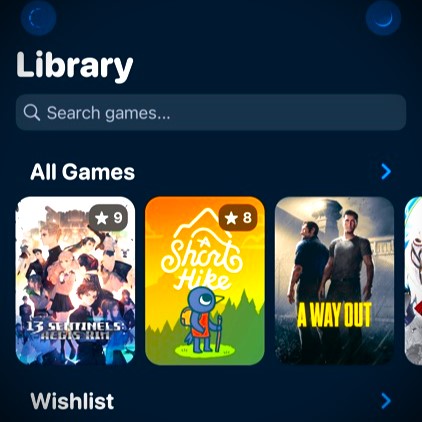 Library
Search games...
All Games
★ 9
★ 8
A
Short
Hike
13 SENTINELS:
AEGIS RIM
A WAY OUT
Wishlist